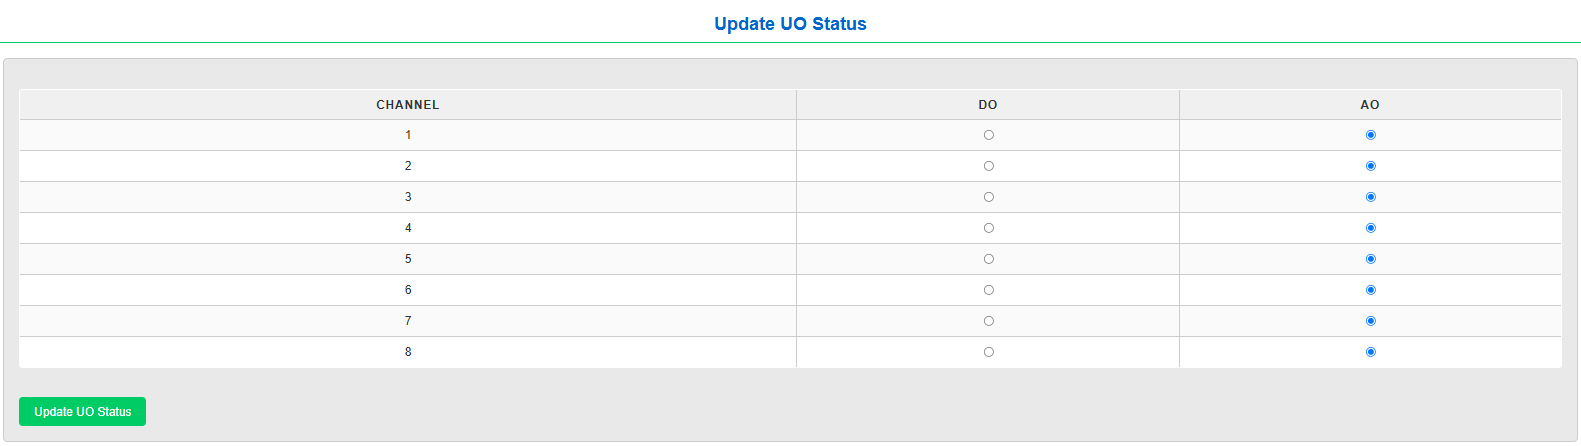 Update UO Status
CHANNEL DO AO
1
2
3
4
5
6
7
8
Update UO Status